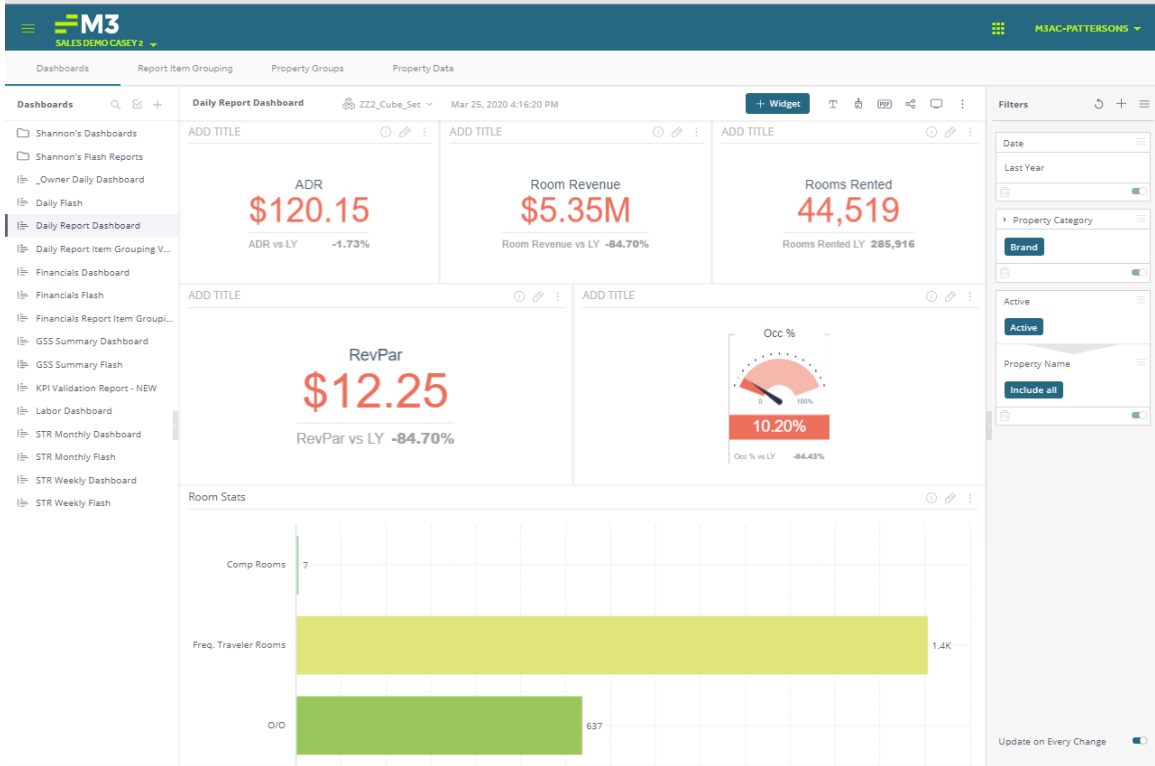 M3
SALES DEMO CASEY 2
M3AC-PATTERSONS
Dashboards Report Item Grouping Property Groups Property Data
Dashboards
Shannon's Dashboards
Shannon's Flash Reports
_Owner Daily Dashboard
Daily Flash
Daily Report Dashboard
Daily Report Item Grouping V...
Financials Dashboard
Financials Flash
Financials Report Item Groupi...
GSS Summary Dashboard
GSS Summary Flash
KPI Validation Report - NEW
Labor Dashboard
STR Monthly Dashboard
STR Monthly Flash
STR Weekly Dashboard
STR Weekly Flash
Daily Report Dashboard ZZ2_Cube_Set Mar 25, 2020 4:16:20 PM + Widget T PDF
ADD TITLE
ADR
$120.15
ADR vs LY -1.73%
ADD TITLE
Room Revenue
$5.35M
Room Revenue vs LY -84.70%
ADD TITLE
Rooms Rented
44,519
Rooms Rented LY 285,916
ADD TITLE
RevPar
$12.25
RevPar vs LY -84.70%
ADD TITLE
Occ %
0 100%
10.20%
Occ % vs LY -84.43%
Room Stats
Comp Rooms 7
Freq. Traveler Rooms 1.4K
O/O 637
Filters
Date
Last Year
Property Category
Brand
Active
Active
Property Name
Include all
Update on Every Change